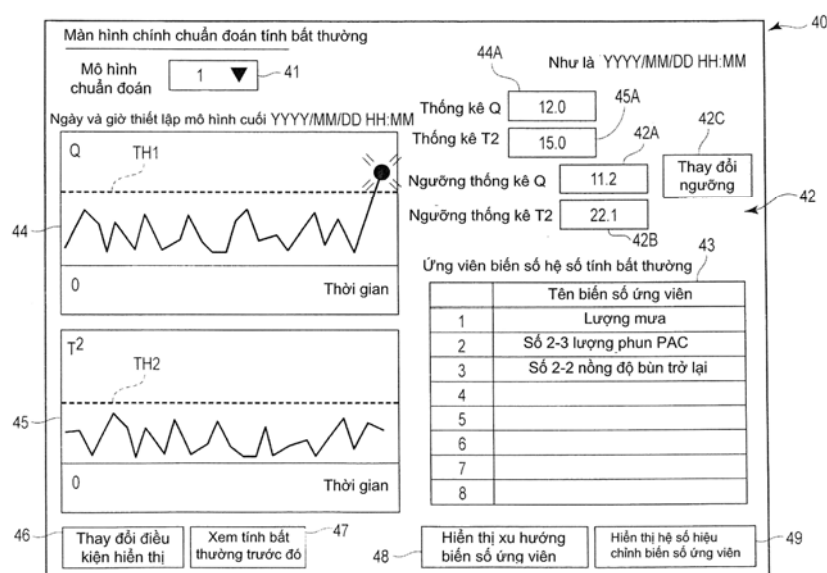 Màn hình chính chuẩn đoán tính bất thường
40
Mô hình chuẩn đoán
1
41
44A
Như là YYYY/MM/DD HH:MM
Ngày và giờ thiết lập mô hình cuối YYYY/MM/DD HH:MM
Thống kê Q
12.0
45A
Thống kê T2
15.0
42A
42C
Ngưỡng thống kê Q
11.2
Thay đổi ngưỡng
42
Ngưỡng thống kê T2
22.1
42B
Q
TH1
44
0
Thời gian
T2
TH2
45
0
Thời gian
Ứng viên biến số hệ số tính bất thường
43
Tên biến số ứng viên
1 Lượng mưa
2 Số 2-3 lượng phun PAC
3 Số 2-2 nồng độ bùn trở lại
4
5
6
7
8
46
Thay đổi điều kiện hiển thị
Xem tính bất thường trước đó
47
48
Hiển thị xu hướng biến số ứng viên
Hiển thị hệ số hiệu chỉnh biến số ứng viên
49